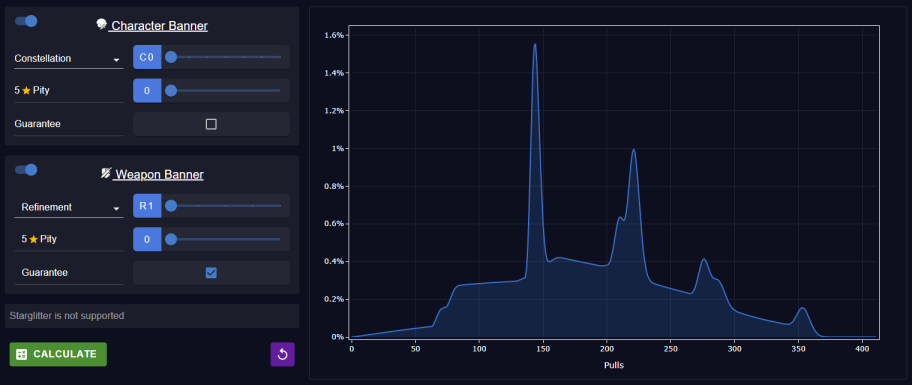 Character Banner
Constellation C0
5 Pity 0
Guarantee
Weapon Banner
Refinement R1
5 Pity 0
Guarantee
Starglitter is not supported
CALCULATE
1.6%
1.4%
1.2%
1%
0.8%
0.6%
0.4%
0.2%
0%
0 50 100 150 200 250 300 350 400
Pulls